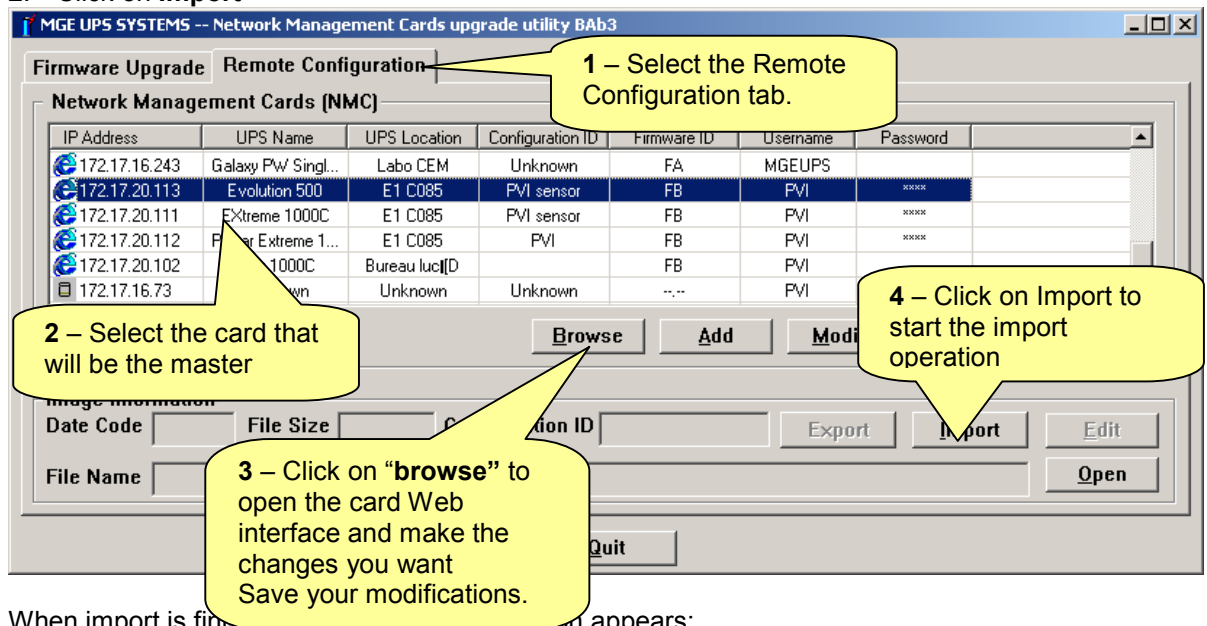 2. Click on Import
MGE UPS SYSTEMS -- Network Management Cards upgrade utility BAb3
Firmware Upgrade Remote Configuration
1 – Select the Remote
Configuration tab.
Network Management Cards (NMC)
IP Address UPS Name UPS Location Configuration ID Firmware ID Username Password
172.17.16.243 Galaxy PW Singl... Labo CEM Unknown FA MGEUPS
172.17.20.113 Evolution 500 E1 C085 PVI sensor FB PVI ****
172.17.20.111 EXtreme 1000C E1 C085 PVI sensor FB PVI ****
172.17.20.112 Extreme 1... E1 C085 PVI FB PVI ****
172.17.20.102 1000C Bureau luc[D FB PVI
172.17.16.73 Unknown Unknown --.-- PVI
2 – Select the card that
will be the master
Browse Add
4 – Click on Import to
start the import
operation
Image Information
Date Code File Size ID Export Import Edit
File Name Open
3 – Click on “browse” to
open the card Web
interface and make the
changes you want
Save your modifications.
Quit
When import is appears: